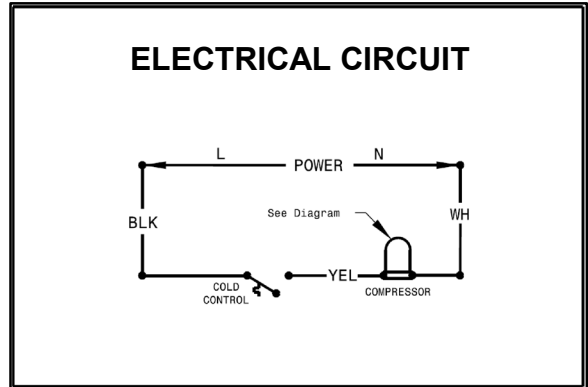 ELECTRICAL CIRCUIT
L
POWER
N
BLK
See Diagram
WH
COLD
CONTROL
YEL
COMPRESSOR